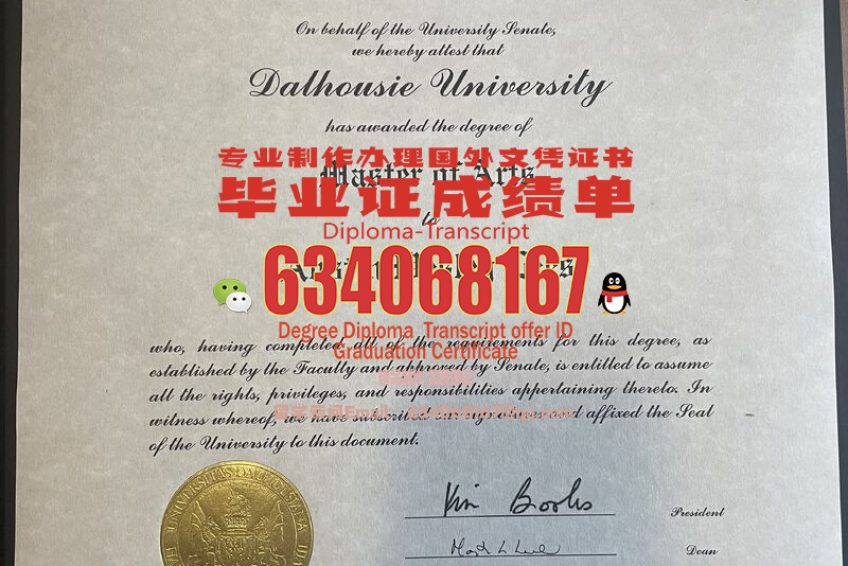 On behalf of the University Senate,
we hereby attest that
Dalhousie University
has awarded the degree of
专业制作办理国外文凭证书
Master of Arts
毕业证成绩单
to
Diploma-Transcript
634068167
Degree Diploma Transcript offer ID
who, having completed all of the requirements for this degree, as
Graduation Certificate
established by the Faculty and approved by Senate, is entitled to assume
all the rights, privileges, and responsibilities appertaining thereto. In
witness whereof, we have subscribed and affixed the Seal
of the University to this document.
Kim Brooks
President
Dean